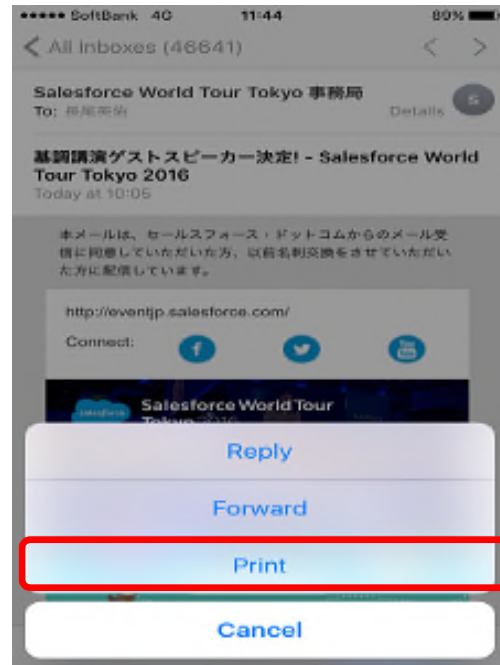 SoftBank 4G 11:44 89%
All Inboxes (46641)
Salesforce World Tour Tokyo 事務局
To: Details S
基調講演ゲストスピーカー決定! - Salesforce World
Tour Tokyo 2016
Today at 10:05
本メールは、セールスフォース・ドットコムからのメール受
信に同意していただいた方、以前名刺交換をさせていただい
た方に配信しています。
http://eventjp.salesforce.com/
Connect:
You
Tube
salesforce Salesforce World Tour
Tokyo 2016
Reply
Forward
Print
Cancel